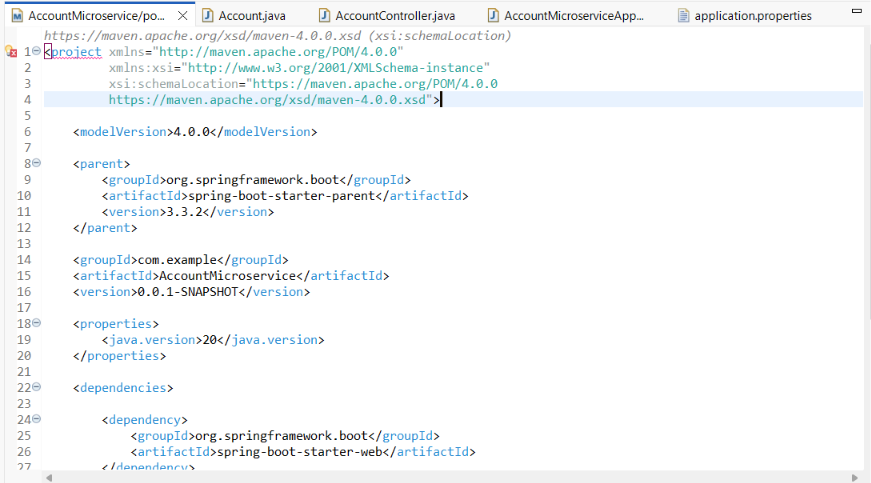 AccountMicroservice/po... Account.java AccountController.java AccountMicroserviceApp... application.properties
https://maven.apache.org/xsd/maven-4.0.0.xsd (xsi:schemaLocation)
1 <project xmlns="http://maven.apache.org/POM/4.0.0"
2 xmlns:xsi="http://www.w3.org/2001/XMLSchema-instance"
3 xsi:schemaLocation="https://maven.apache.org/POM/4.0.0
4 https://maven.apache.org/xsd/maven-4.0.0.xsd">
5
6 <modelVersion>4.0.0</modelVersion>
7
8 <parent>
9 <groupId>org.springframework.boot</groupId>
10 <artifactId>spring-boot-starter-parent</artifactId>
11 <version>3.3.2</version>
12 </parent>
13
14 <groupId>com.example</groupId>
15 <artifactId>AccountMicroservice</artifactId>
16 <version>0.0.1-SNAPSHOT</version>
17
18 <properties>
19 <java.version>20</java.version>
20 </properties>
21
22 <dependencies>
23
24 <dependency>
25 <groupId>org.springframework.boot</groupId>
26 <artifactId>spring-boot-starter-web</artifactId>
27 </dependency>